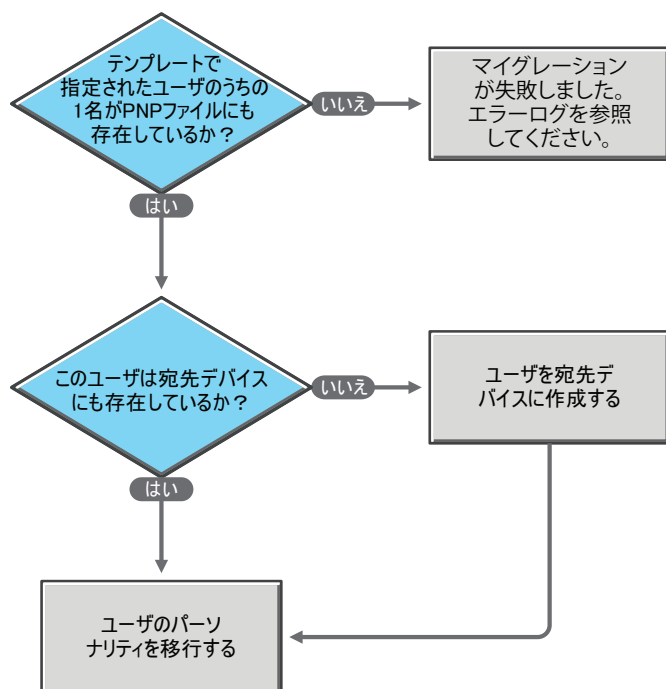 テンプレートで
指定されたユーザのうちの
1名がPNPファイルにも
存在しているか？
いいえ
マイグレーション
が失敗しました。
エラーログを参照
してください。
はい
このユーザは宛先デバイス
にも存在しているか？
いいえ
ユーザを宛先デ
バイスに作成する
はい
ユーザのパーソ
ナリティを移行する